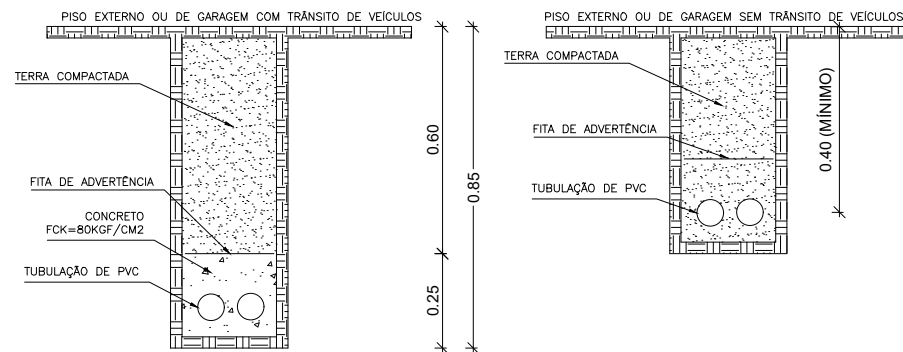 PISO EXTERNO OU DE GARAGEM COM TRÂNSITO DE VEÍCULOS
TERRA COMPACTADA
FITA DE ADVERTÊNCIA
CONCRETO
FCK=80KGF/CM2
TUBULAÇÃO DE PVC
0.60
0.25
0.85
PISO EXTERNO OU DE GARAGEM SEM TRÂNSITO DE VEÍCULOS
TERRA COMPACTADA
FITA DE ADVERTÊNCIA
TUBULAÇÃO DE PVC
0.40 (MÍNIMO)